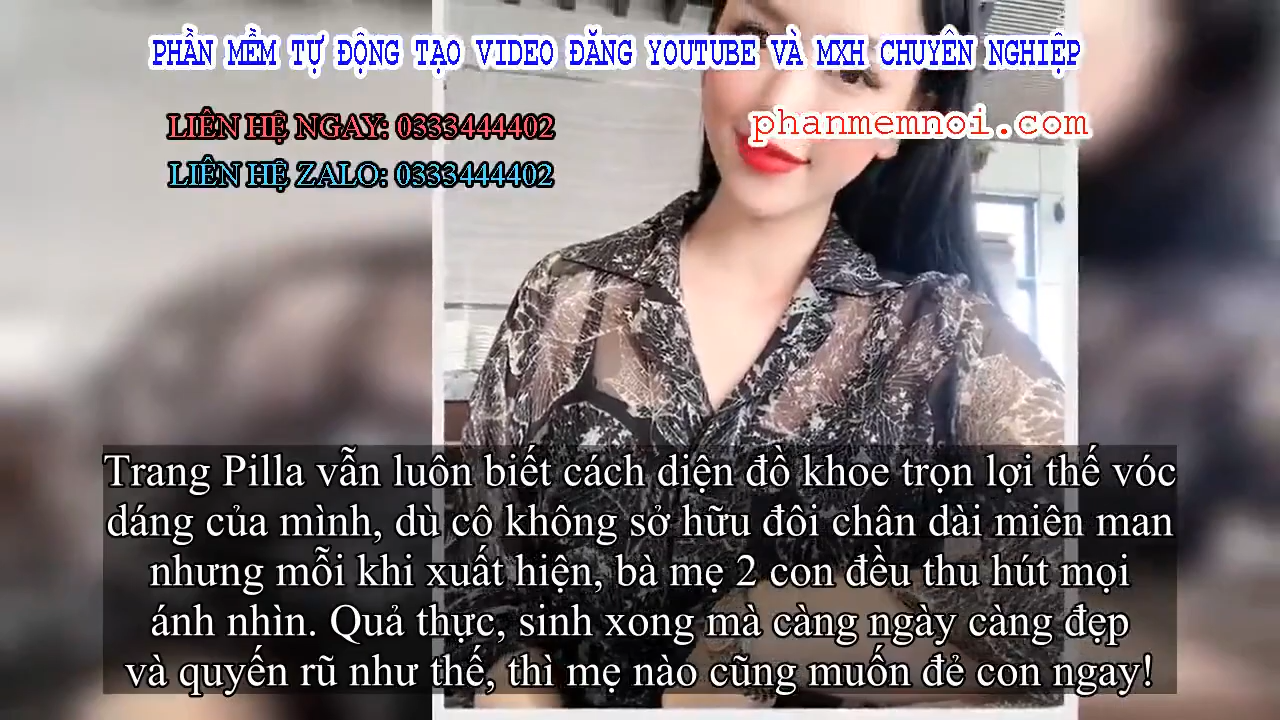 PHẦN MỀM TỰ ĐỘNG TẠO VIDEO ĐĂNG YOUTUBE VÀ MXH CHUYÊN NGHIỆP
LIÊN HỆ NGAY: 0333444402
phanmemnoi.com
LIÊN HỆ ZALO: 0333444402
Trang Pilla vẫn luôn biết cách diện đồ khoe trọn lợi thế vóc
dáng của mình, dù cô không sở hữu đôi chân dài miên man
nhưng mỗi khi xuất hiện, bà mẹ 2 con đều thu hút mọi
ánh nhìn. Quả thực, sinh xong mà càng ngày càng đẹp
và quyến rũ như thế, thì mẹ nào cũng muốn đẻ con ngay!